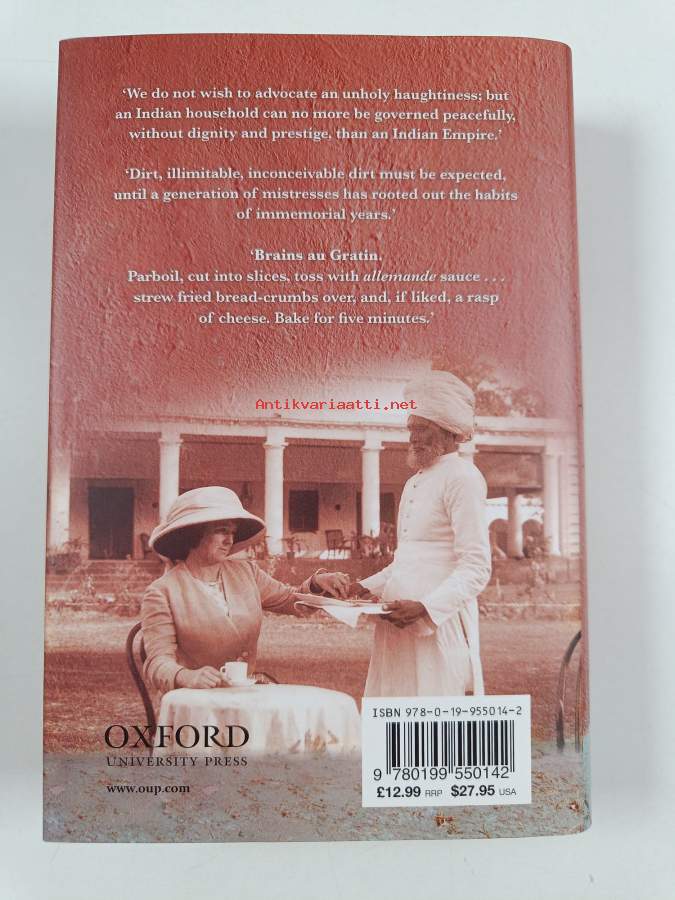 ‘We do not wish to advocate an unholy haughtiness; but
an Indian household can no more be governed peacefully,
without dignity and prestige, than an Indian Empire.’
‘Dirt, illimitable, inconceivable dirt must be expected,
until a generation of mistresses has rooted out the habits
of immemorial years.’
‘Brains au Gratin.
Parboil, cut into slices, toss with allemande sauce . . .
strew fried bread-crumbs over, and, if liked, a rasp
of cheese. Bake for five minutes.’
Antikvariaatti.net
ISBN 978-0-19-955014-2
9 780199 550142
£12.99 RRP $27.95 USA
OXFORD
UNIVERSITY PRESS
www.oup.com